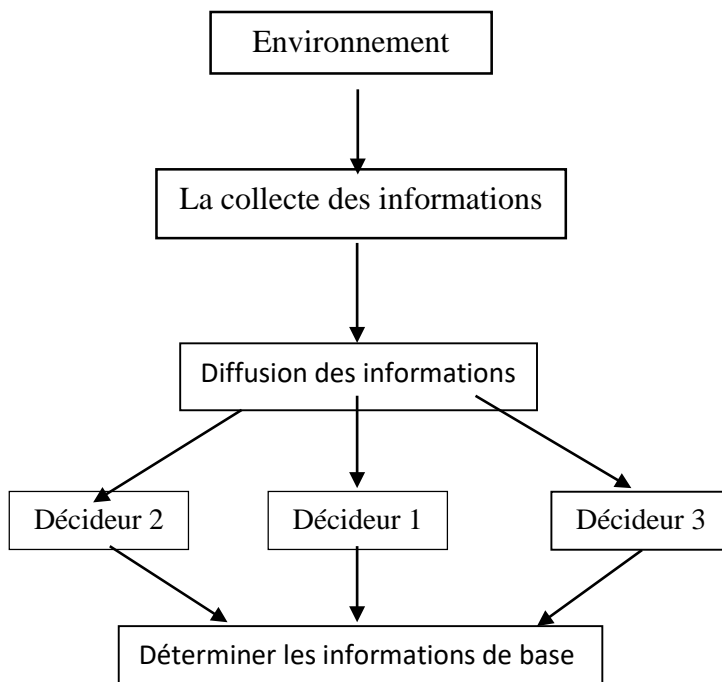 Environnement
La collecte des informations
Diffusion des informations
Décideur 2
Décideur 1
Décideur 3
Déterminer les informations de base